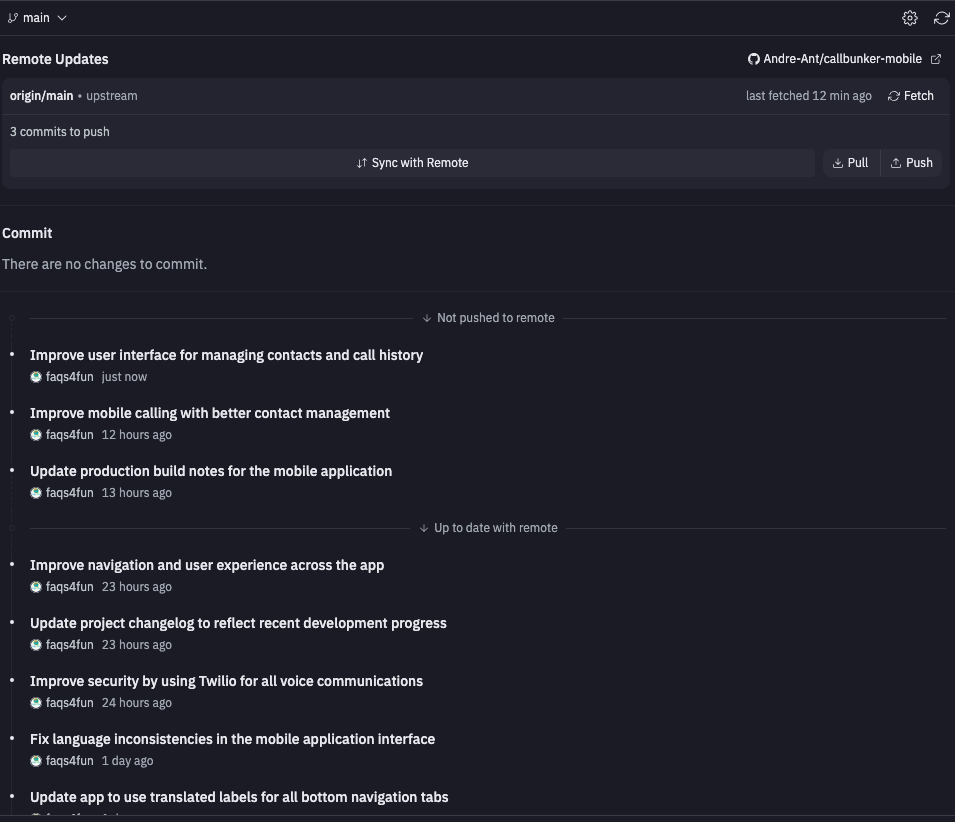 main
Remote Updates
Andre-Ant/callbunker-mobile
origin/main • upstream
last fetched 12 min ago
Fetch
3 commits to push
Sync with Remote
Pull
Push
Commit
There are no changes to commit.
Not pushed to remote
Improve user interface for managing contacts and call history
faqs4fun just now
Improve mobile calling with better contact management
faqs4fun 12 hours ago
Update production build notes for the mobile application
faqs4fun 13 hours ago
Up to date with remote
Improve navigation and user experience across the app
faqs4fun 23 hours ago
Update project changelog to reflect recent development progress
faqs4fun 23 hours ago
Improve security by using Twilio for all voice communications
faqs4fun 24 hours ago
Fix language inconsistencies in the mobile application interface
faqs4fun 1 day ago
Update app to use translated labels for all bottom navigation tabs